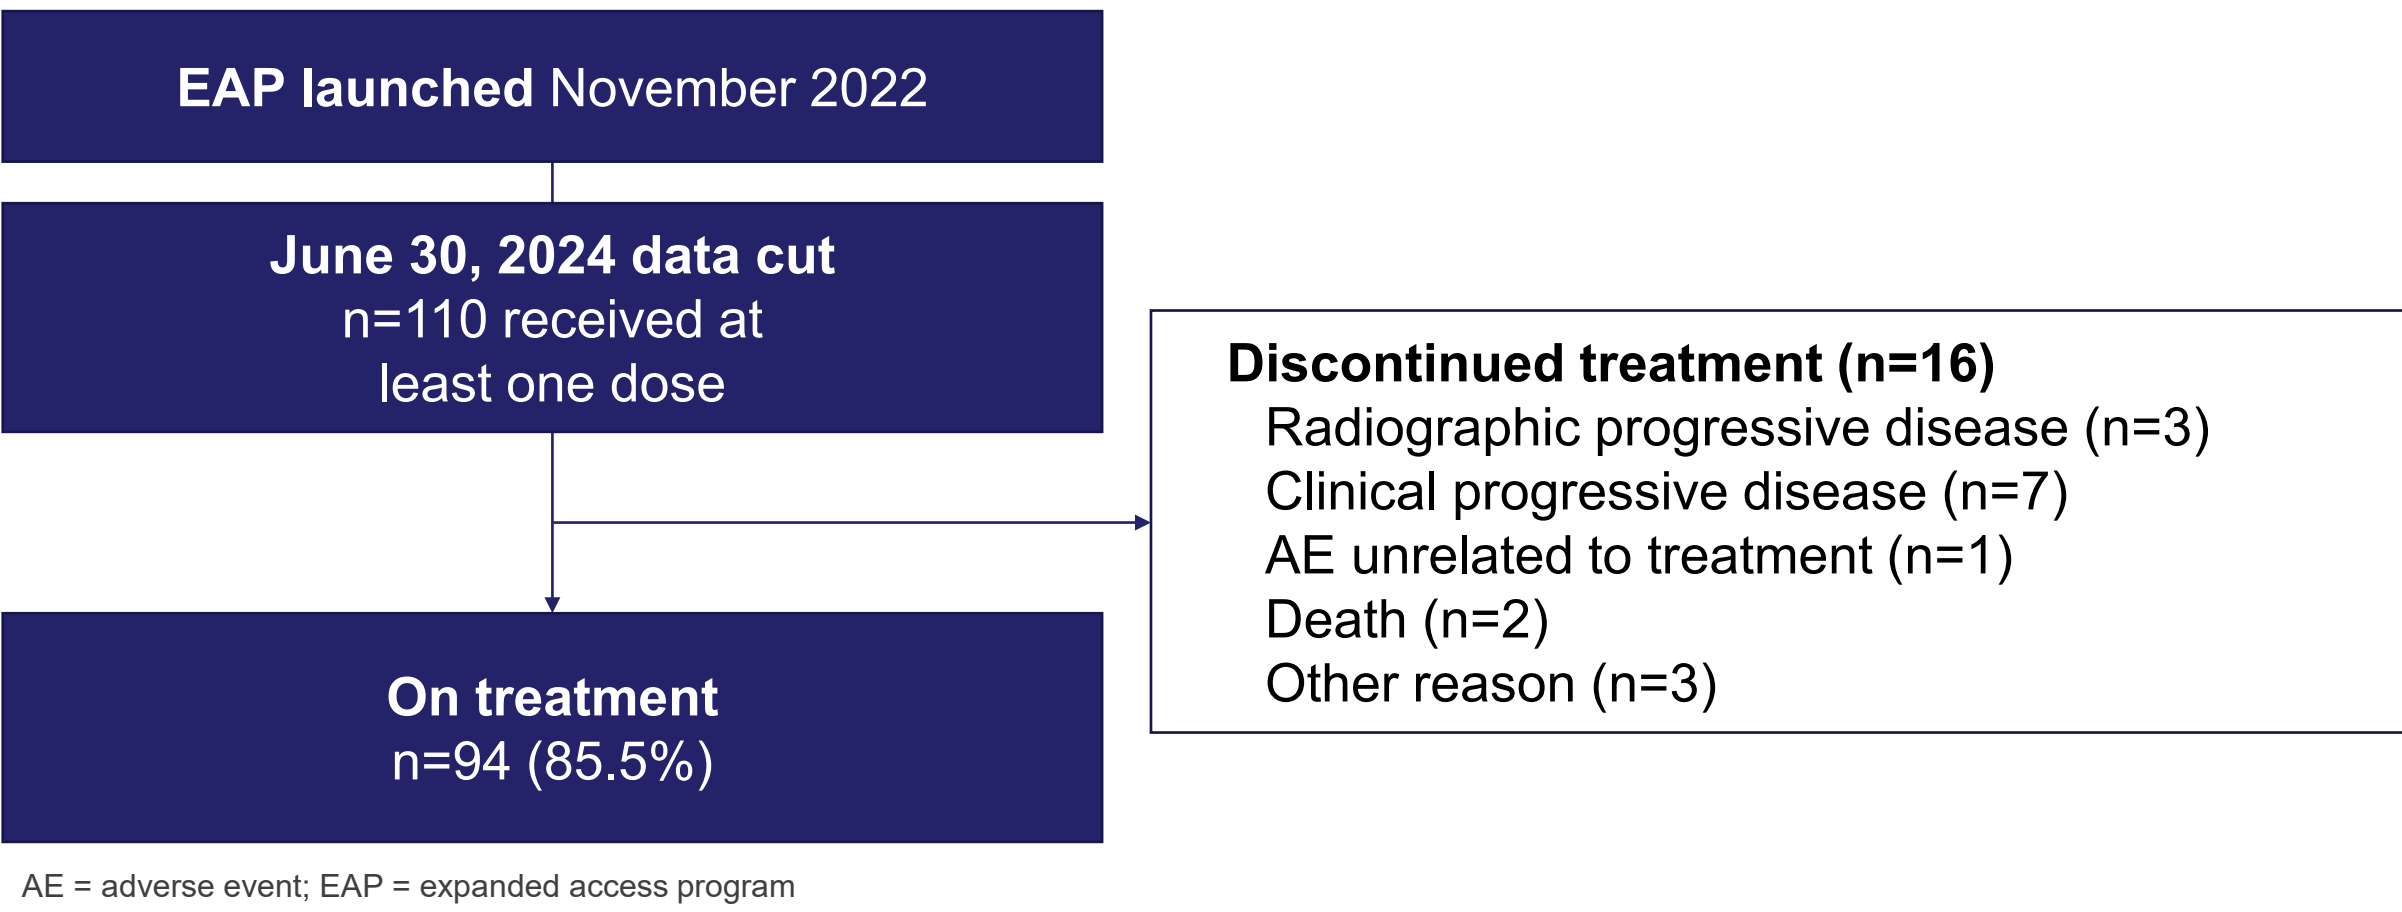 EAP launched November 2022
June 30, 2024 data cut
n=110 received at
least one dose
Discontinued treatment (n=16)
Radiographic progressive disease (n=3)
Clinical progressive disease (n=7)
AE unrelated to treatment (n=1)
Death (n=2)
Other reason (n=3)
On treatment
n=94 (85.5%)
AE = adverse event; EAP = expanded access program